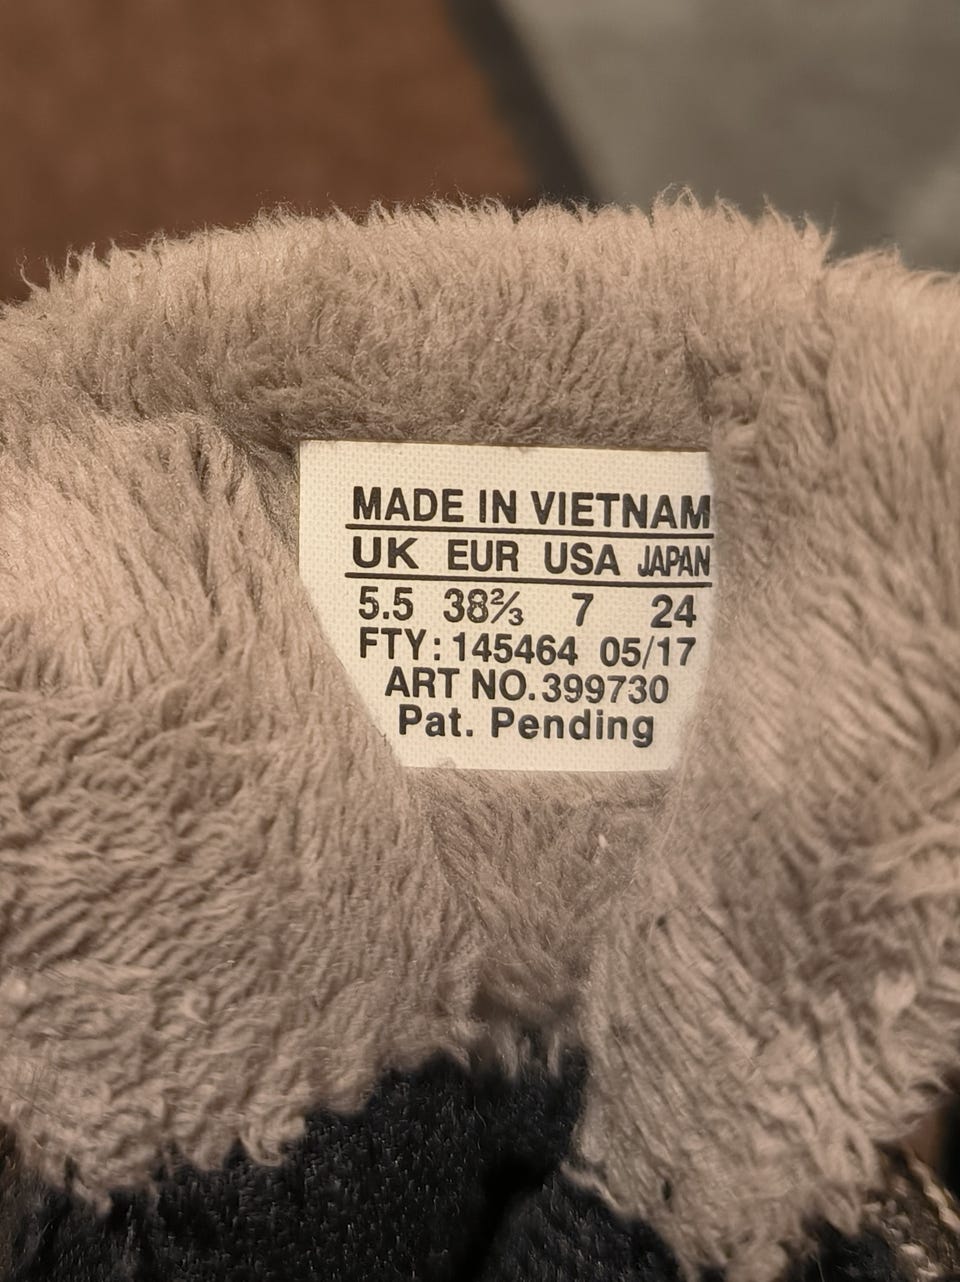 MADE IN VIETNAM
UK EUR USA JAPAN
5.5 38⅔ 7 24
FTY: 145464 05/17
ART NO. 399730
Pat. Pending